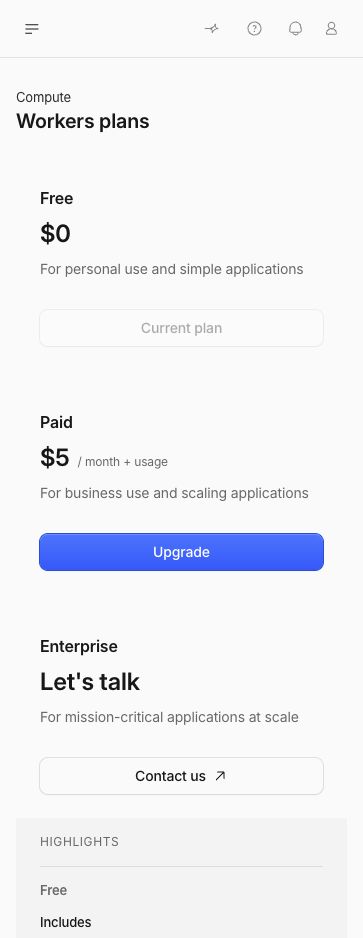 Compute
Workers plans
Free
$0
For personal use and simple applications
Current plan
Paid
$5 / month + usage
For business use and scaling applications
Upgrade
Enterprise
Let's talk
For mission-critical applications at scale
Contact us
HIGHLIGHTS
Free
Includes